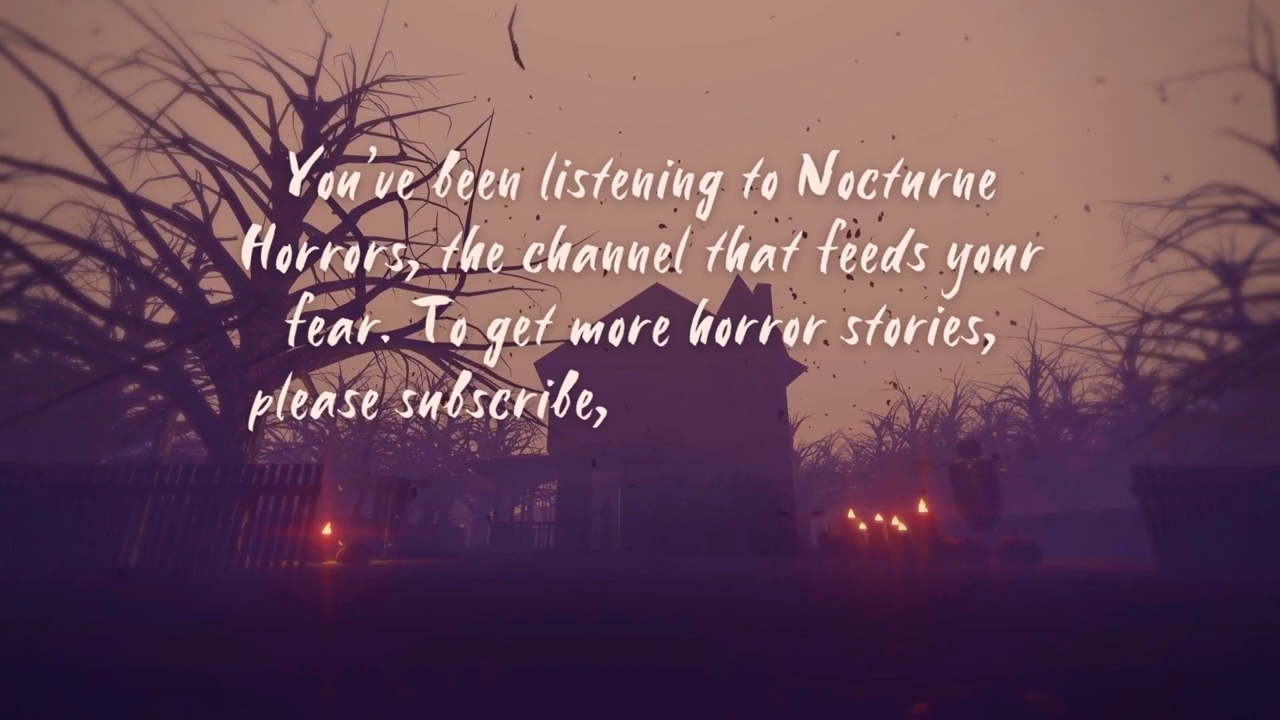 You've been listening to Nocturne
Horrors, the channel that feeds your
fear. To get more horror stories,
please subscribe,